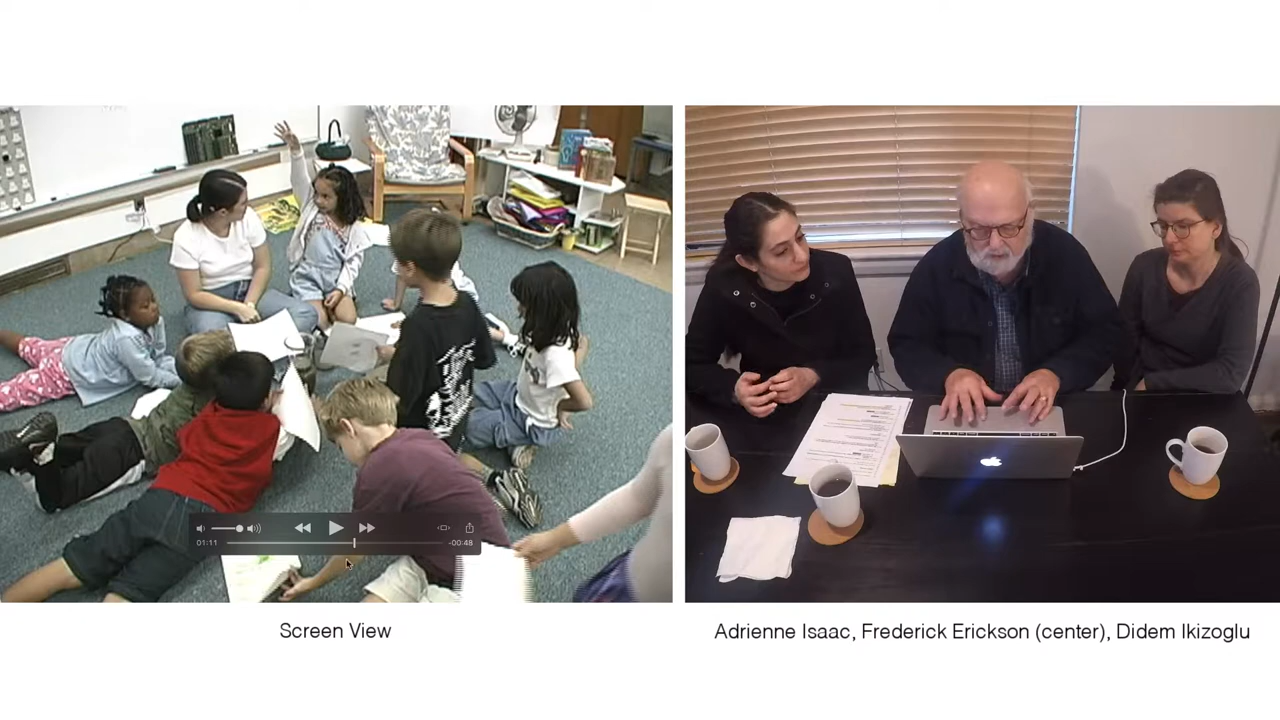 01:11
-00:48
Screen View
Adrienne Isaac, Frederick Erickson (center), Didem Ikizoglu